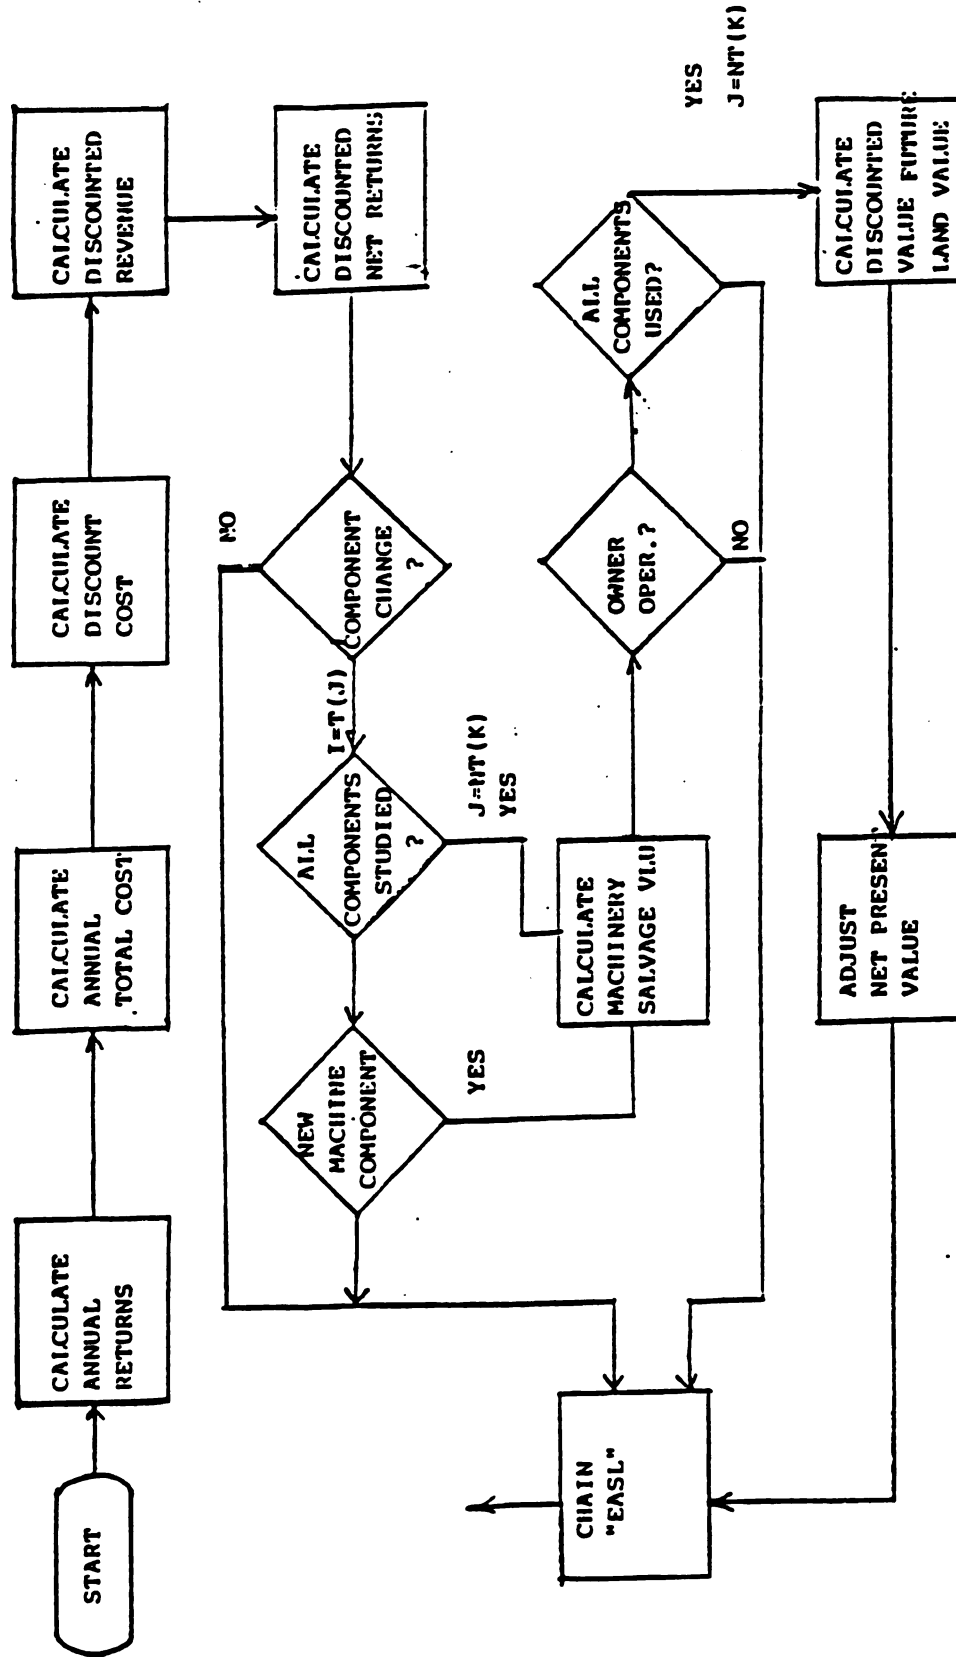 START
CALCULATE
ANNUAL
RETURNS
CALCULATE
ANNUAL
TOTAL COST
CALCULATE
DISCOUNT
COST
CALCULATE
DISCOUNTED
REVENUE
CALCULATE
DISCOUNTED
NET RETURNS
NO
COMPONENT
CHANGE
?
I=T(J)
ALL
COMPONENTS
STUDIED
?
J=NT(K)
YES
NEW
MACHINE
COMPONENT
YES
CALCULATE
MACHINERY
SALVAGE VLU
OWNER
OPER.?
NO
ALL
COMPONENTS
USED?
YES
J=NT(K)
CALCULATE
DISCOUNTED
VALUE FUTURE
LAND VALUE
ADJUST
NET PRESENT
VALUE
CHAIN
"EASL"